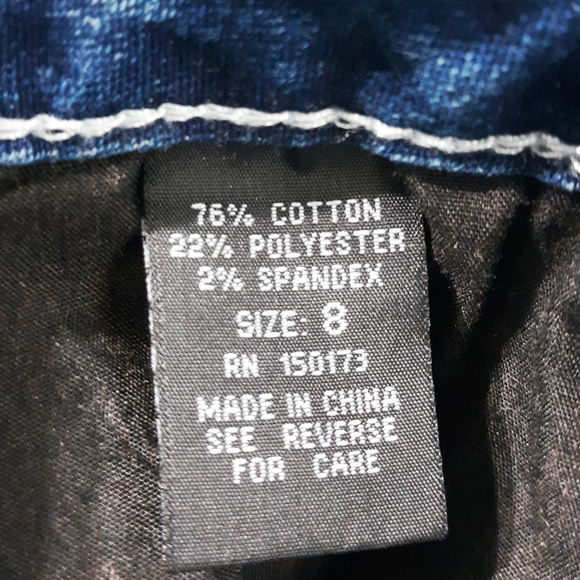 76% COTTON
22% POLYESTER
2% SPANDEX
SIZE: 8
RN 150173
MADE IN CHINA
SEE REVERSE
FOR CARE